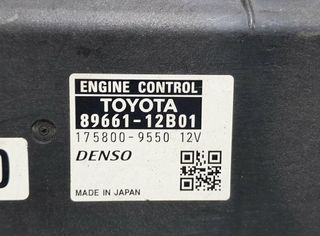 ENGINE CONTROL
TOYOTA
89661-12B01
175800-9550 12V
DENSO
MADE IN JAPAN